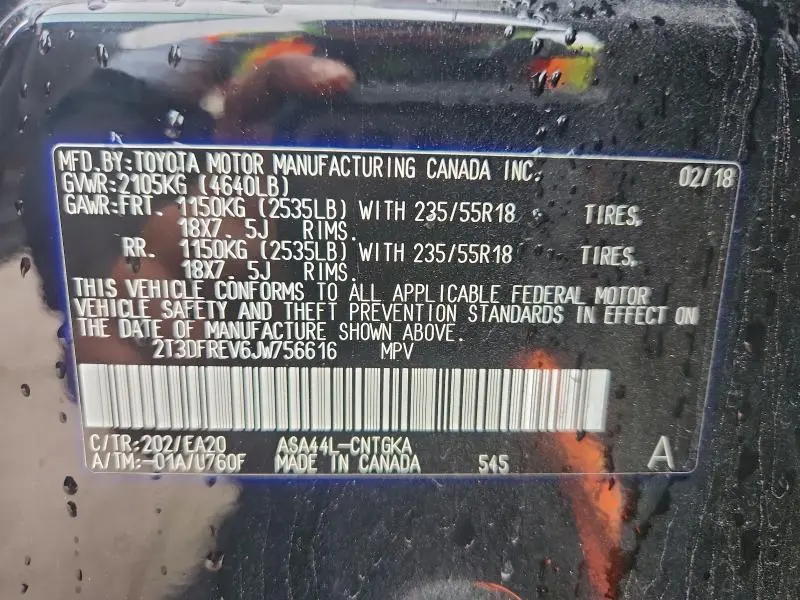 MFD.BY:TOYOTA MOTOR MANUFACTURING CANADA INC. 02/18
GVWR:2105KG (4640LB)
GAWR:FRT. 1150KG (2535LB) WITH 235/55R18 TIRES,
18X7. 5J RIMS.
RR. 1150KG (2535LB) WITH 235/55R18 TIRES,
18X7. 5J RIMS.
THIS VEHICLE CONFORMS TO ALL APPLICABLE FEDERAL MOTOR
VEHICLE SAFETY AND THEFT PREVENTION STANDARDS IN EFFECT ON
THE DATE OF MANUFACTURE SHOWN ABOVE.
2T3DFREV6JW756616 MPV
C/TR:202/EA20 ASA44L-CNTGKA
A/TM:-01A/U760F MADE IN CANADA 545 A